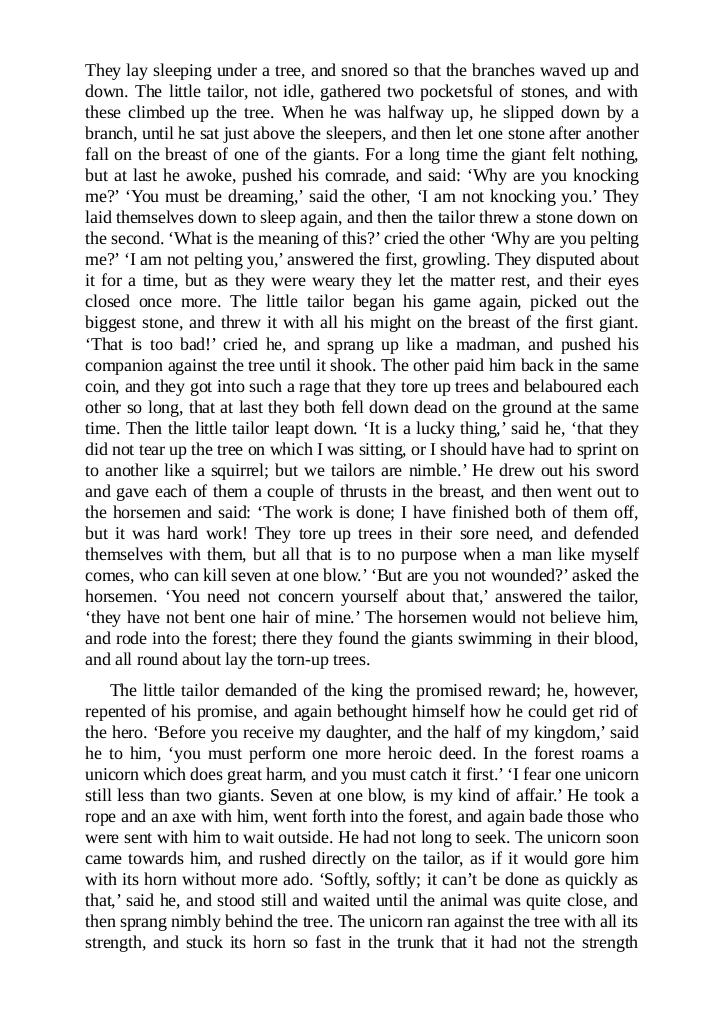 They lay sleeping under a tree, and snored so that the branches waved up and
down. The little tailor, not idle, gathered two pocketsful of stones, and with
these climbed up the tree. When he was halfway up, he slipped down by a
branch, until he sat just above the sleepers, and then let one stone after another
fall on the breast of one of the giants. For a long time the giant felt nothing,
but at last he awoke, pushed his comrade, and said: ‘Why are you knocking
me?’ ‘You must be dreaming,’ said the other, ‘I am not knocking you.’ They
laid themselves down to sleep again, and then the tailor threw a stone down on
the second. ‘What is the meaning of this?’ cried the other ‘Why are you pelting
me?’ ‘I am not pelting you,’ answered the first, growling. They disputed about
it for a time, but as they were weary they let the matter rest, and their eyes
closed once more. The little tailor began his game again, picked out the
biggest stone, and threw it with all his might on the breast of the first giant.
‘That is too bad!’ cried he, and sprang up like a madman, and pushed his
companion against the tree until it shook. The other paid him back in the same
coin, and they got into such a rage that they tore up trees and belaboured each
other so long, that at last they both fell down dead on the ground at the same
time. Then the little tailor leapt down. ‘It is a lucky thing,’ said he, ‘that they
did not tear up the tree on which I was sitting, or I should have had to sprint on
to another like a squirrel; but we tailors are nimble.’ He drew out his sword
and gave each of them a couple of thrusts in the breast, and then went out to
the horsemen and said: ‘The work is done; I have finished both of them off,
but it was hard work! They tore up trees in their sore need, and defended
themselves with them, but all that is to no purpose when a man like myself
comes, who can kill seven at one blow.’ ‘But are you not wounded?’ asked the
horsemen. ‘You need not concern yourself about that,’ answered the tailor,
‘they have not bent one hair of mine.’ The horsemen would not believe him,
and rode into the forest; there they found the giants swimming in their blood,
and all round about lay the torn-up trees.
The little tailor demanded of the king the promised reward; he, however,
repented of his promise, and again bethought himself how he could get rid of
the hero. ‘Before you receive my daughter, and the half of my kingdom,’ said
he to him, ‘you must perform one more heroic deed. In the forest roams a
unicorn which does great harm, and you must catch it first.’ ‘I fear one unicorn
still less than two giants. Seven at one blow, is my kind of affair.’ He took a
rope and an axe with him, went forth into the forest, and again bade those who
were sent with him to wait outside. He had not long to seek. The unicorn soon
came towards him, and rushed directly on the tailor, as if it would gore him
with its horn without more ado. ‘Softly, softly; it can’t be done as quickly as
that,’ said he, and stood still and waited until the animal was quite close, and
then sprang nimbly behind the tree. The unicorn ran against the tree with all its
strength, and stuck its horn so fast in the trunk that it had not the strength